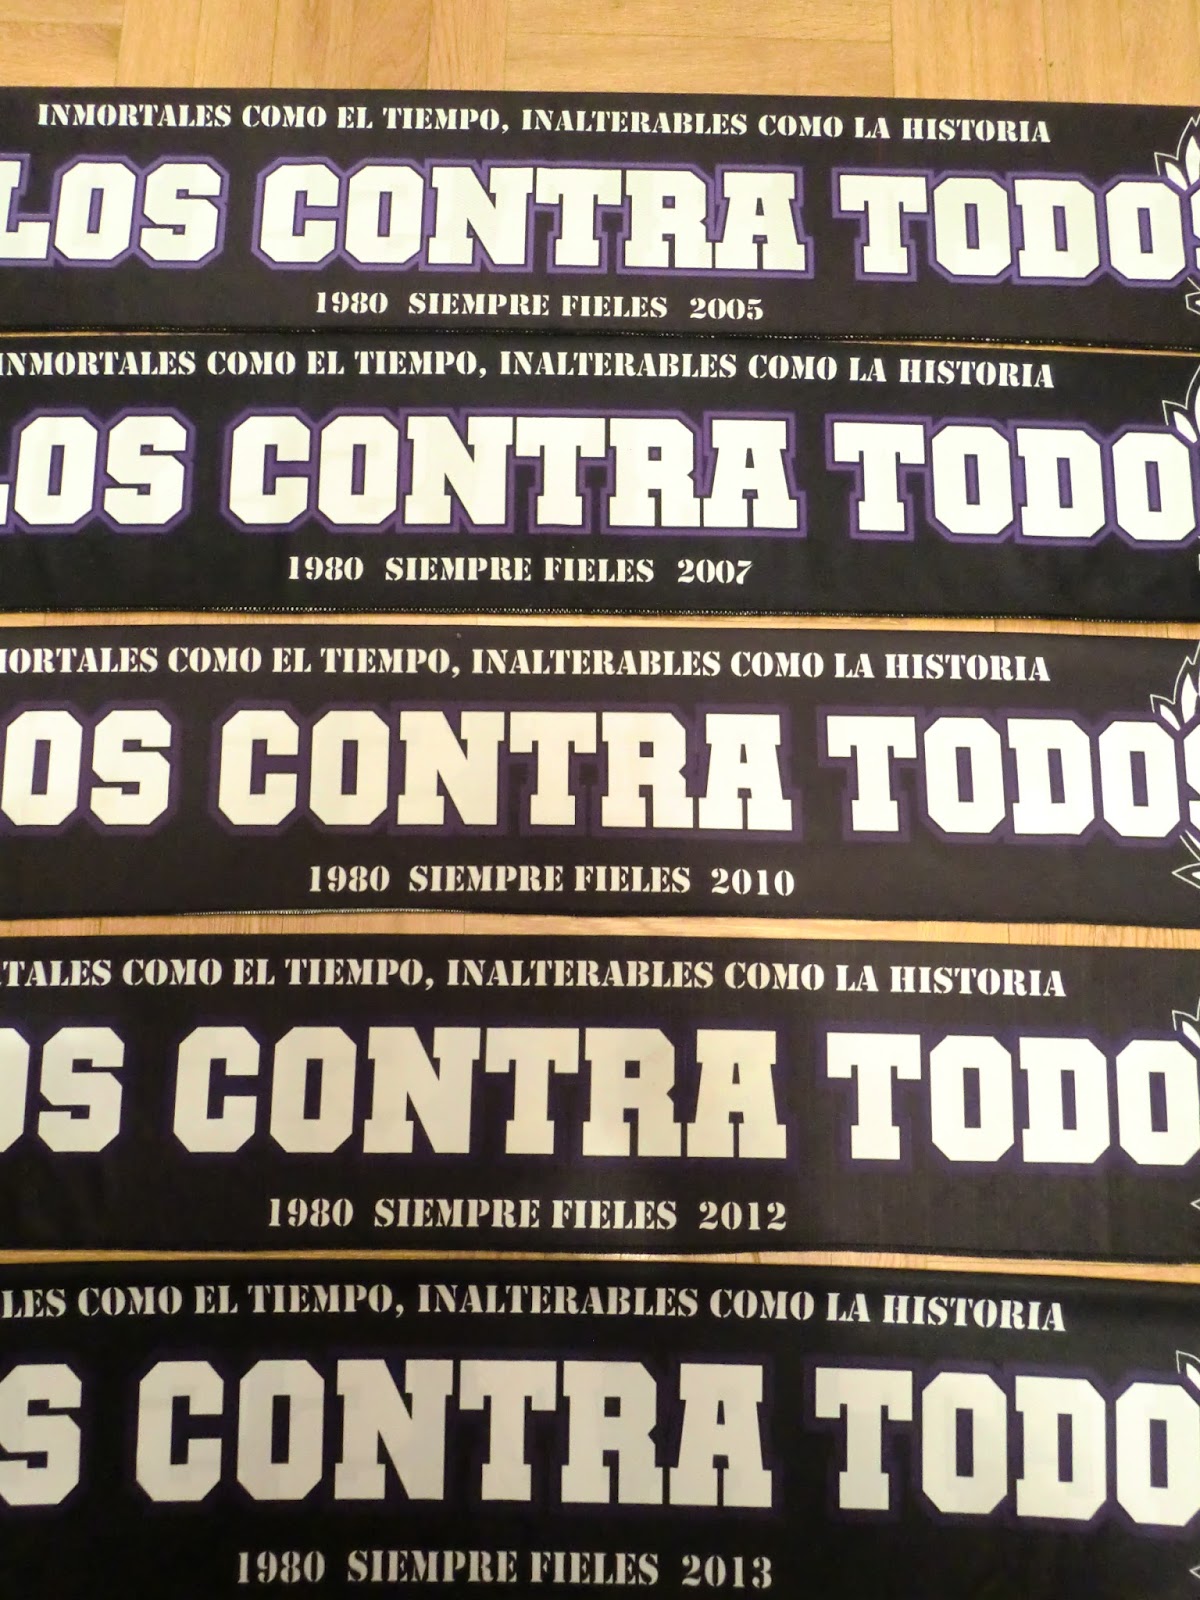 INMORTALES COMO EL TIEMPO, INALTERABLES COMO LA HISTORIA
LOS CONTRA TODOS
1980 SIEMPRE FIELES 2005
INMORTALES COMO EL TIEMPO, INALTERABLES COMO LA HISTORIA
LOS CONTRA TODO
1980 SIEMPRE FIELES 2007
MORTALES COMO EL TIEMPO, INALTERABLES COMO LA HISTORIA
OS CONTRA TODOS
1980 SIEMPRE FIELES 2010
RTALES COMO EL TIEMPO, INALTERABLES COMO LA HISTORIA
OS CONTRA TODO
1980 SIEMPRE FIELES 2012
LES COMO EL TIEMPO, INALTERABLES COMO LA HISTORIA
S CONTRA TODO
1980 SIEMPRE FIELES 2013